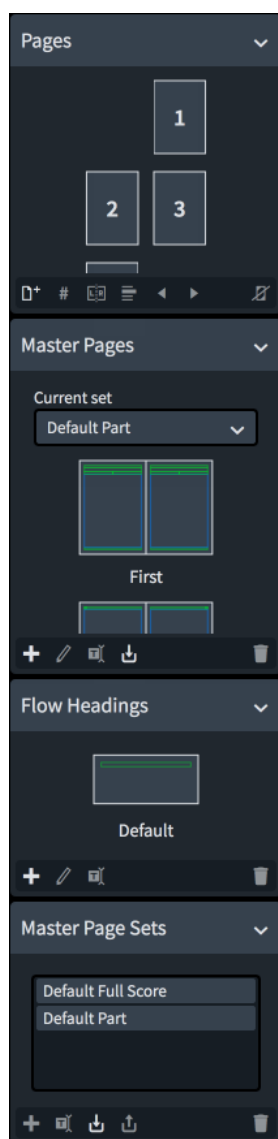 Pages
1
2 3
#
Master Pages
Current set
Default Part
First
Flow Headings
Default
Master Page Sets
Default Full Score
Default Part